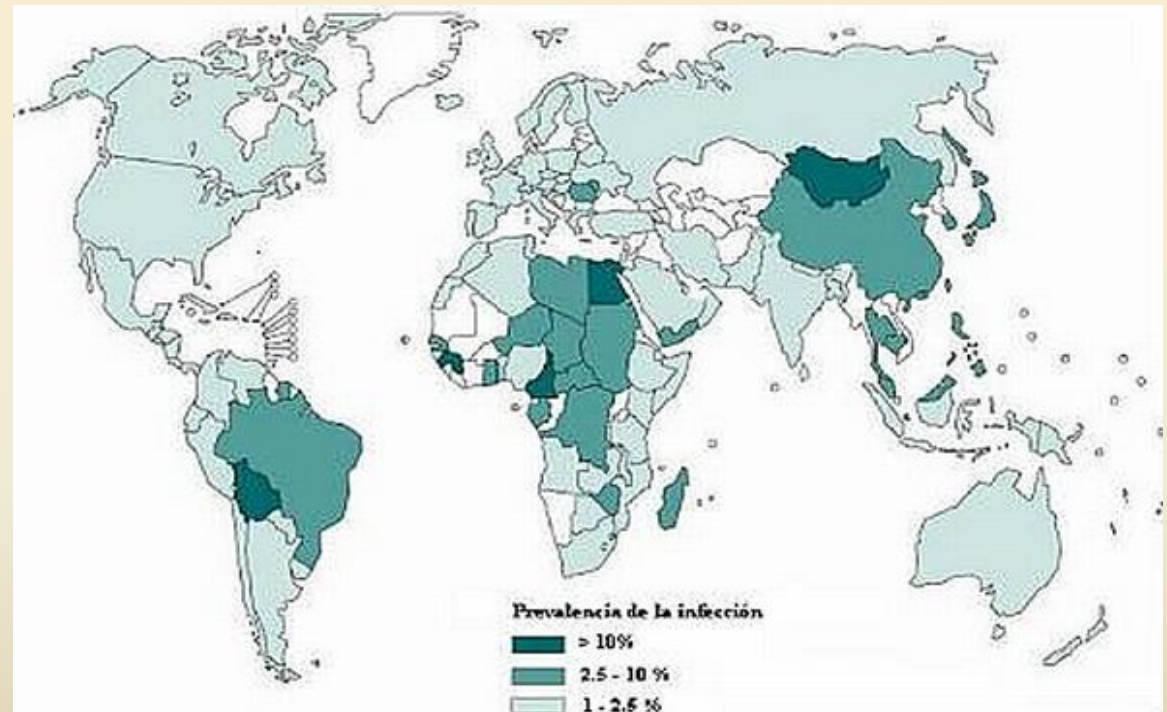 Prevalencia de la infección
> 10%
2.5 - 10 %
1 - 2.5 %